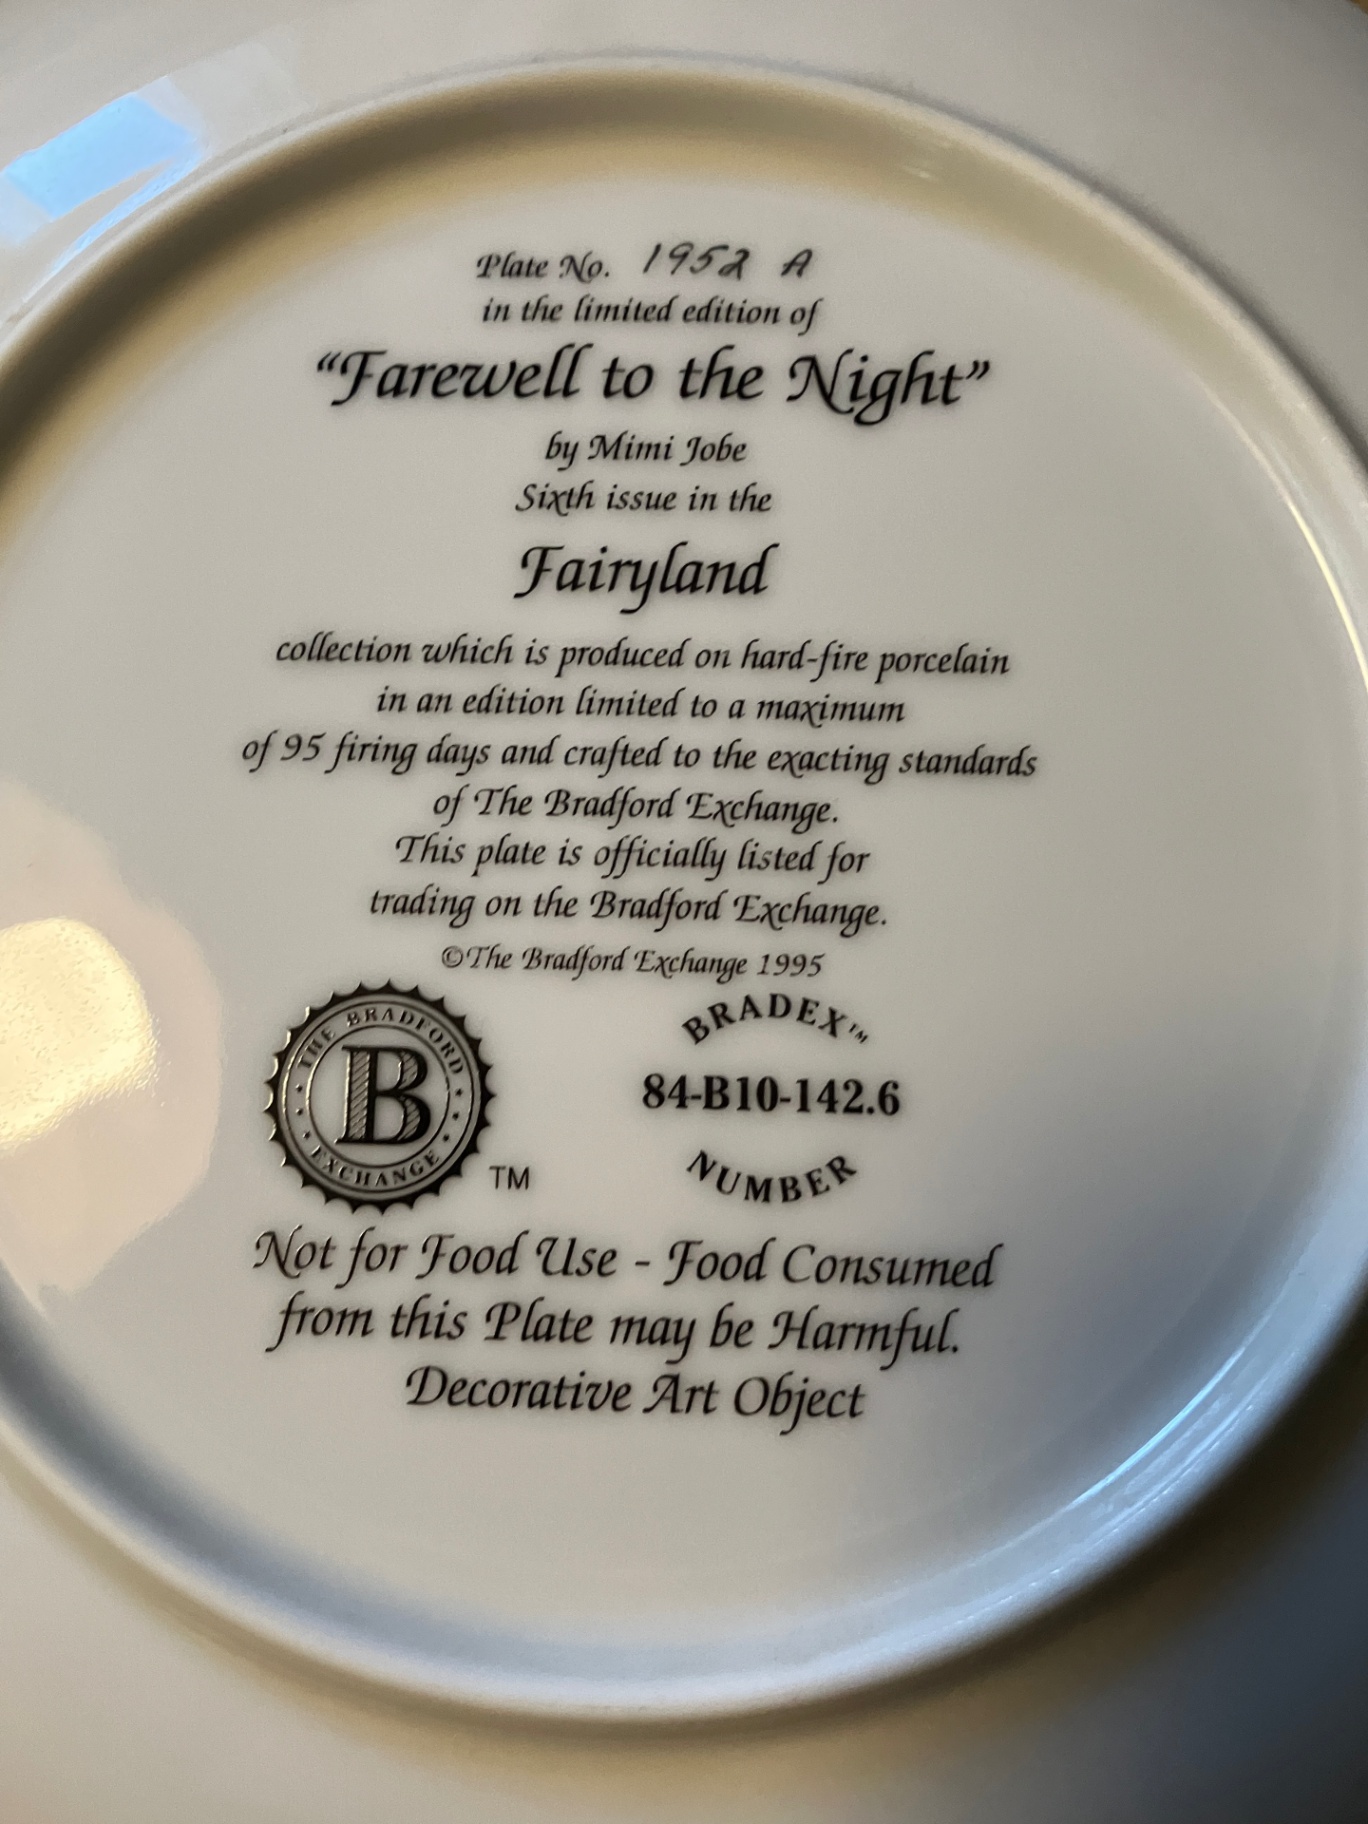 Plate No. 1952 A
in the limited edition of
“Farewell to the Night”
by Mimi Jobe
Sixth issue in the
Fairyland
collection which is produced on hard-fire porcelain
in an edition limited to a maximum
of 95 firing days and crafted to the exacting standards
of The Bradford Exchange.
This plate is officially listed for
trading on the Bradford Exchange.
©The Bradford Exchange 1995
THE BRADFORD
B
EXCHANGE
TM
BRADEX™
84-B10-142.6
NUMBER
Not for Food Use - Food Consumed
from this Plate may be Harmful.
Decorative Art Object